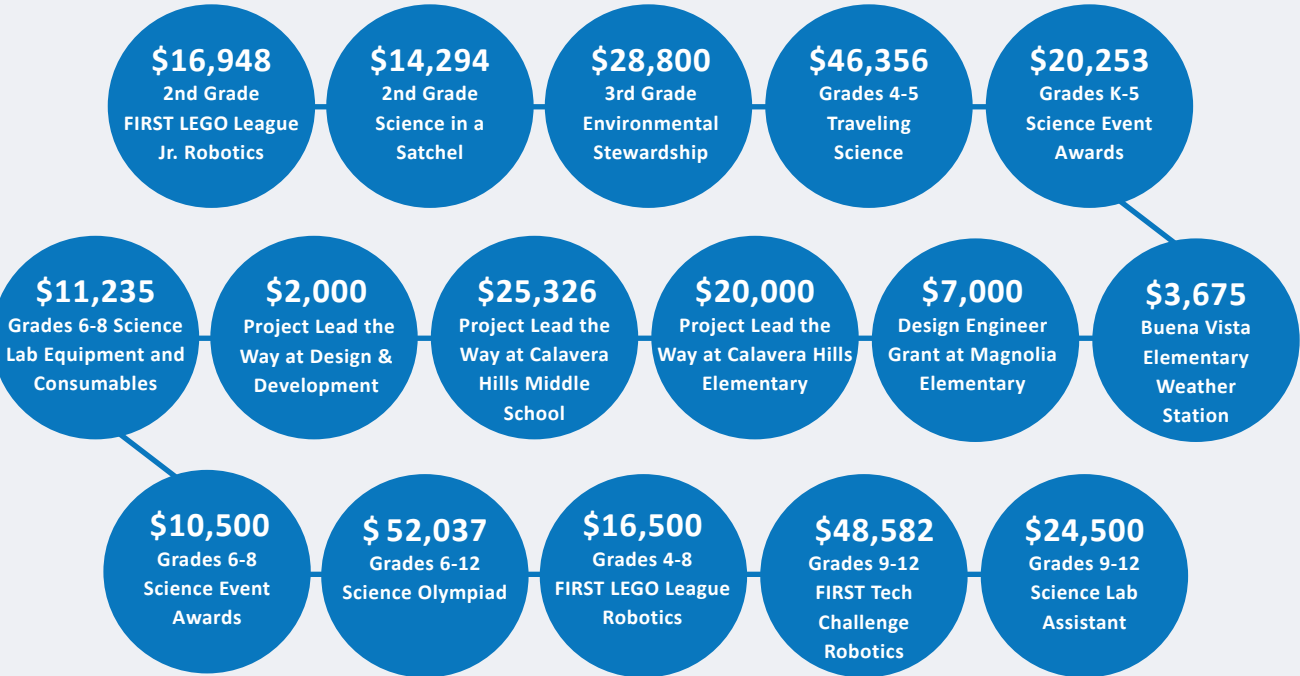 $16,948
2nd Grade
FIRST LEGO League
Jr. Robotics
$14,294
2nd Grade
Science in a
Satchel
$28,800
3rd Grade
Environmental
Stewardship
$46,356
Grades 4-5
Traveling
Science
$20,253
Grades K-5
Science Event
Awards
$11,235
Grades 6-8 Science
Lab Equipment and
Consumables
$2,000
Project Lead the
Way at Design &
Development
$25,326
Project Lead the
Way at Calavera
Hills Middle
School
$20,000
Project Lead the
Way at Calavera Hills
Elementary
$7,000
Design Engineer
Grant at Magnolia
Elementary
$3,675
Buena Vista
Elementary
Weather
Station
$10,500
Grades 6-8
Science Event
Awards
$ 52,037
Grades 6-12
Science Olympiad
$16,500
Grades 4-8
FIRST LEGO League
Robotics
$48,582
Grades 9-12
FIRST Tech
Challenge
Robotics
$24,500
Grades 9-12
Science Lab
Assistant